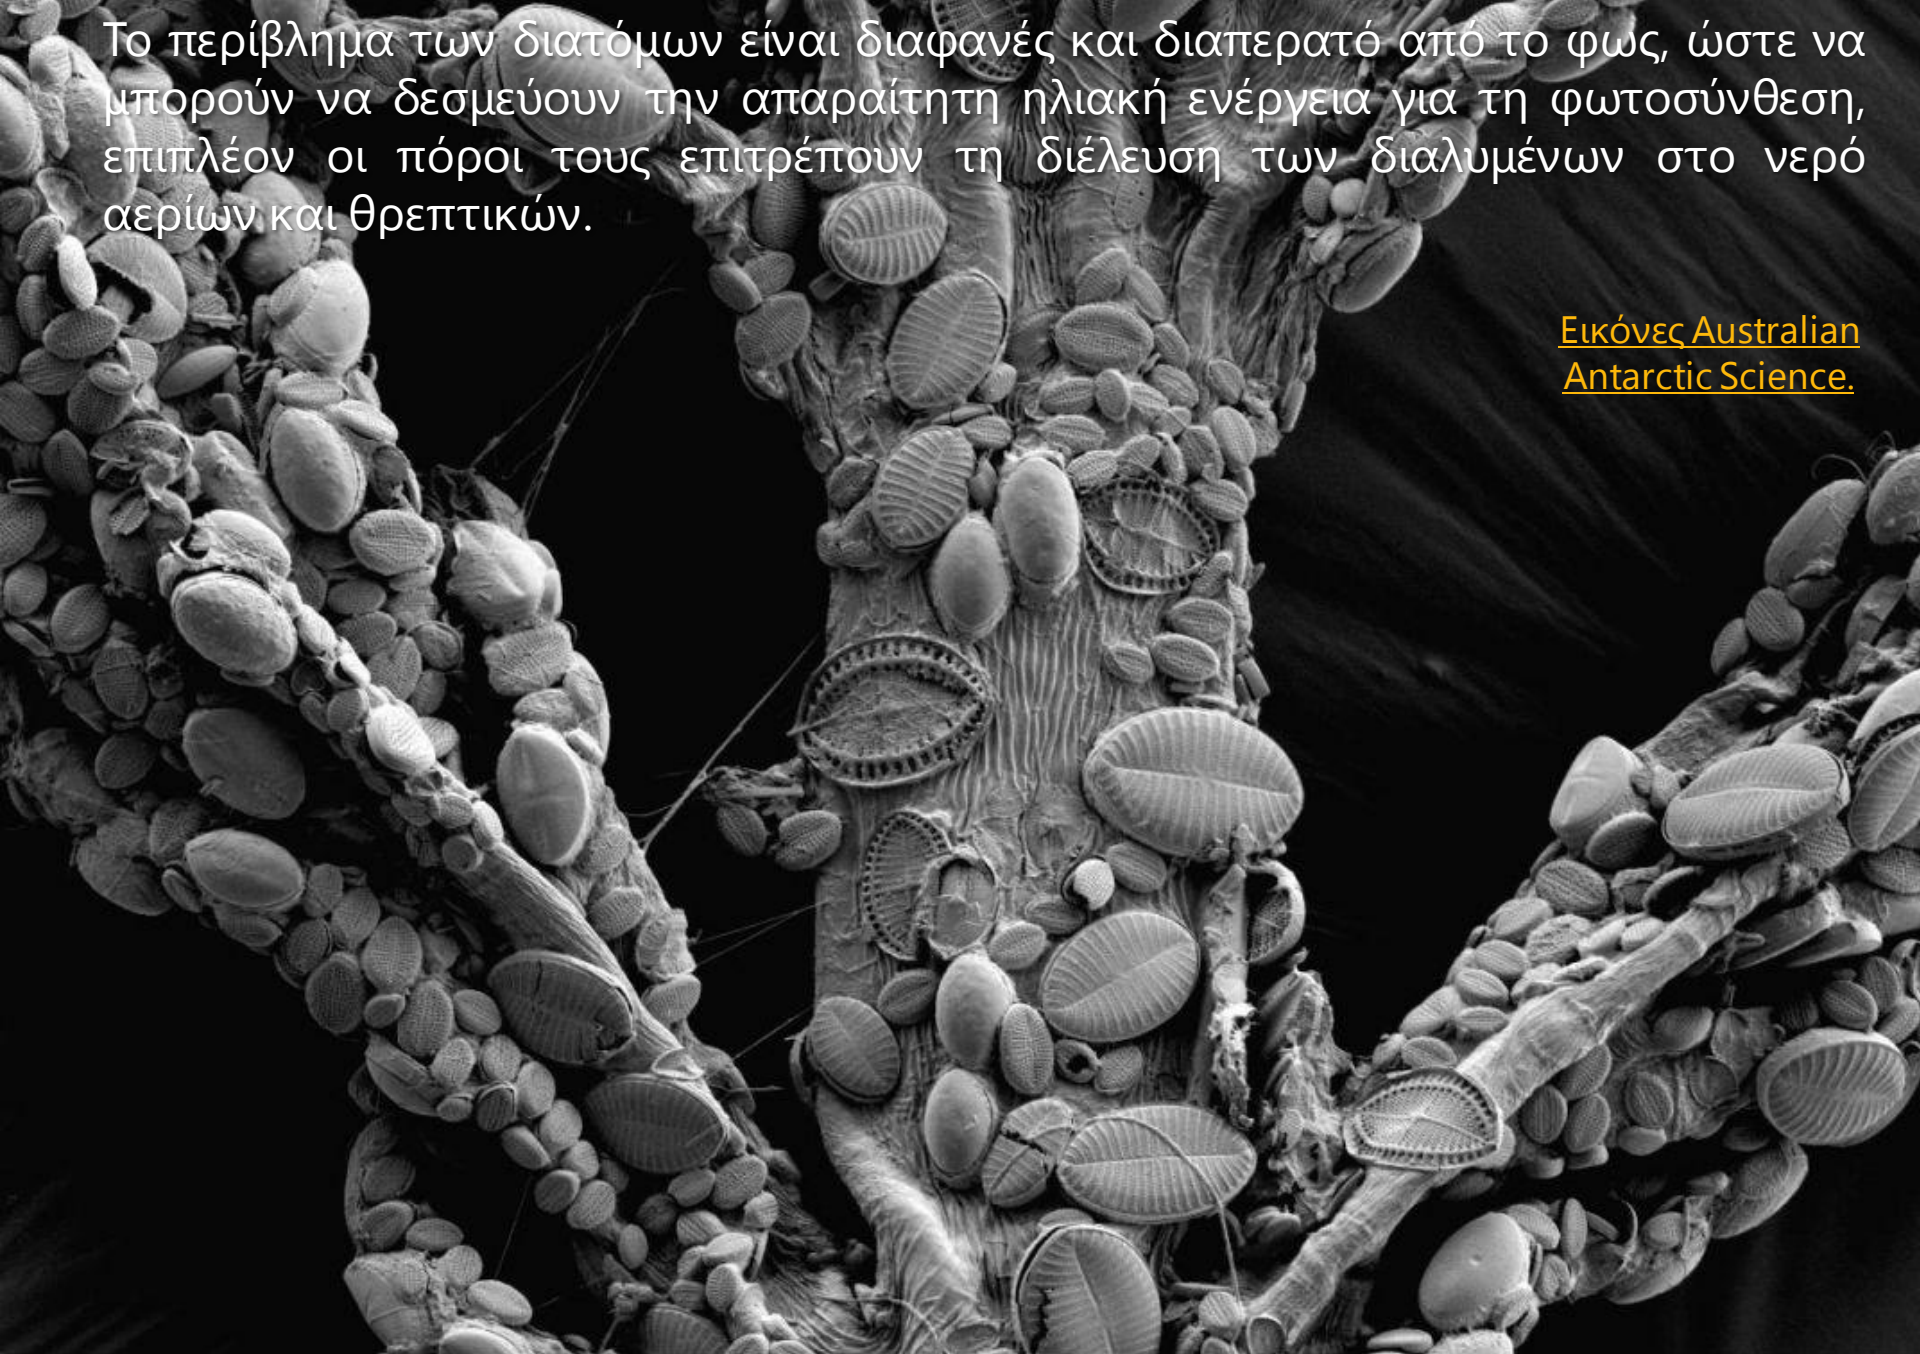 Το περίβλημα των διατόμων είναι διαφανές και διαπερατό από το φως, ώστε να
μπορούν να δεσμεύουν την απαραίτητη ηλιακή ενέργεια για τη φωτοσύνθεση,
επιπλέον οι πόροι τους επιτρέπουν τη διέλευση των διαλυμένων στο νερό
αερίων και θρεπτικών.
Εικόνες Australian
Antarctic Science.